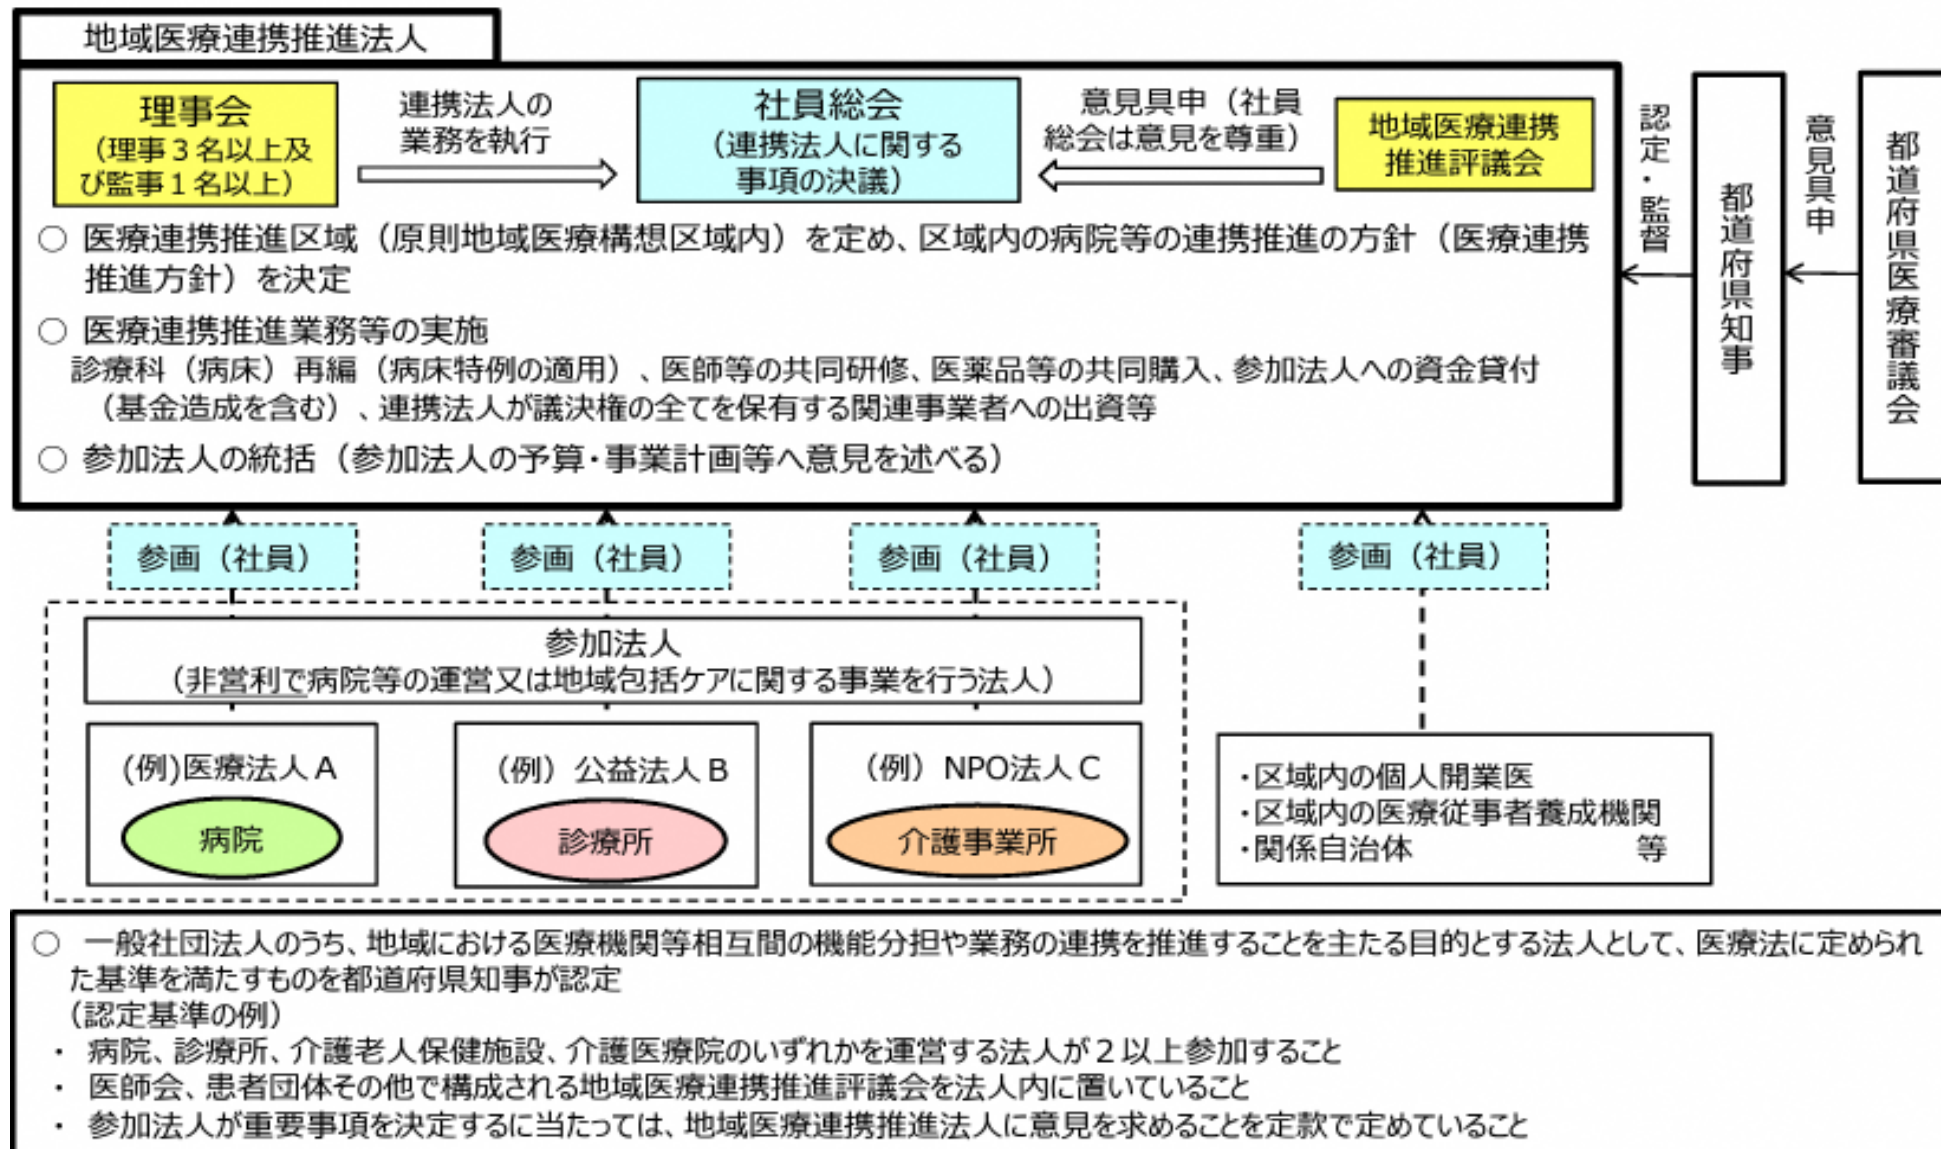 地域医療連携推進法人
理事会
（理事３名以上及
び監事１名以上）
連携法人の
業務を執行
社員総会
（連携法人に関する
事項の決議）
意見具申（社員
総会は意見を尊重）
地域医療連携
推進評議会
認定・監督
都道府県知事
意見具申
都道府県医療審議会
○ 医療連携推進区域（原則地域医療構想区域内）を定め、区域内の病院等の連携推進の方針（医療連携
推進方針）を決定
○ 医療連携推進業務等の実施
診療科（病床）再編（病床特例の適用）、医師等の共同研修、医薬品等の共同購入、参加法人への資金貸付
（基金造成を含む）、連携法人が議決権の全てを保有する関連事業者への出資等
○ 参加法人の統括（参加法人の予算・事業計画等へ意見を述べる）
参画（社員）
参画（社員）
参画（社員）
参画（社員）
参加法人
（非営利で病院等の運営又は地域包括ケアに関する事業を行う法人）
(例)医療法人Ａ
病院
（例）公益法人Ｂ
診療所
（例）NPO法人Ｃ
介護事業所
・区域内の個人開業医
・区域内の医療従事者養成機関
・関係自治体 等
○ 一般社団法人のうち、地域における医療機関等相互間の機能分担や業務の連携を推進することを主たる目的とする法人として、医療法に定められ
た基準を満たすものを都道府県知事が認定
（認定基準の例）
・ 病院、診療所、介護老人保健施設、介護医療院のいずれかを運営する法人が２以上参加すること
・ 医師会、患者団体その他で構成される地域医療連携推進評議会を法人内に置いていること
・ 参加法人が重要事項を決定するに当たっては、地域医療連携推進法人に意見を求めることを定款で定めていること